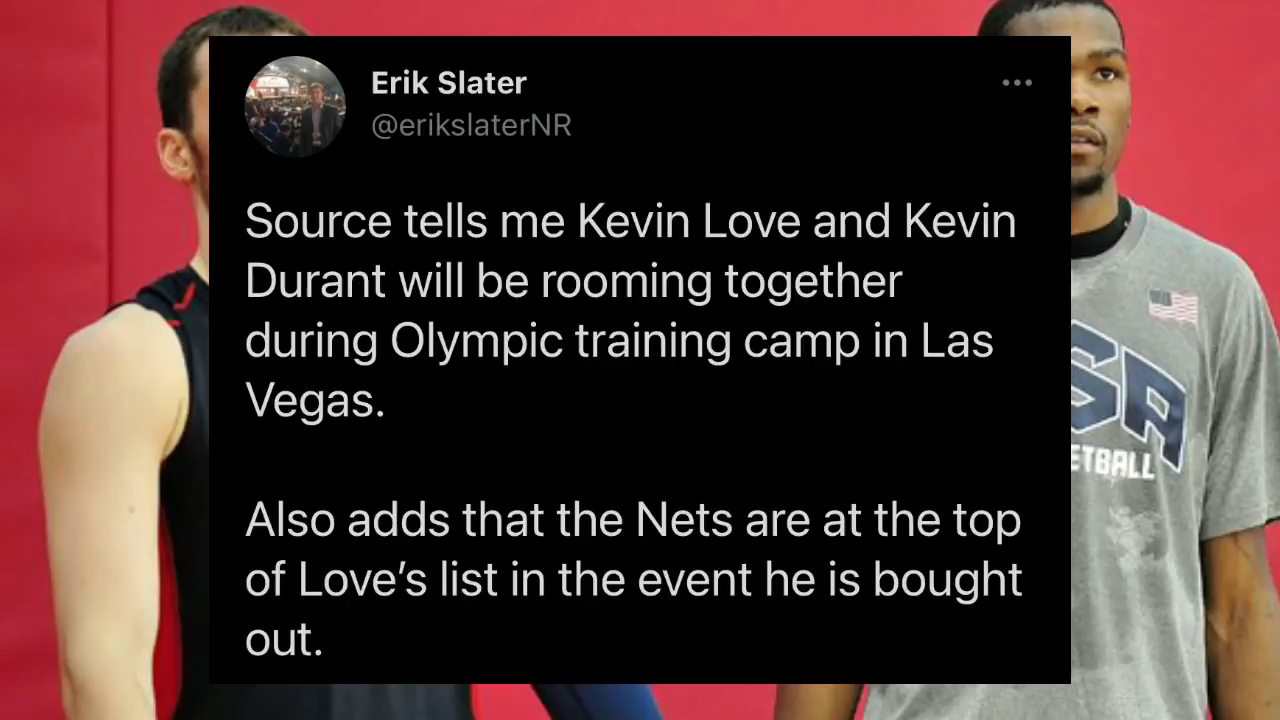 Erik Slater
@erikslaterNR
Source tells me Kevin Love and Kevin
Durant will be rooming together
during Olympic training camp in Las
Vegas.
Also adds that the Nets are at the top
of Love’s list in the event he is bought
out.
SA
ETBALL